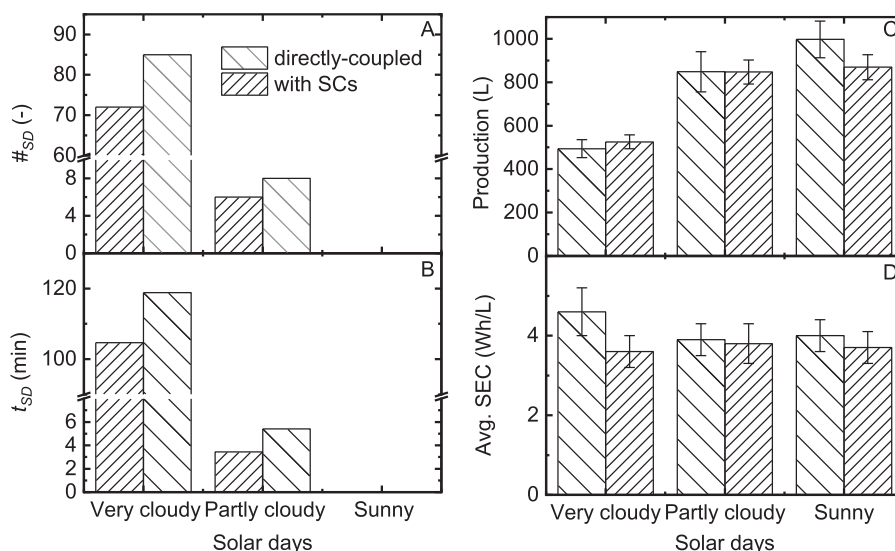 A
directly-coupled
with SCs
#SD (-)
90
80
70
60
8
4
0
B
tSD (min)
120
100
6
4
2
0
Very cloudy Partly cloudy Sunny
Solar days
C
Production (L)
1000
800
600
400
200
0
D
Avg. SEC (Wh/L)
4
2
0
Very cloudy Partly cloudy Sunny
Solar days